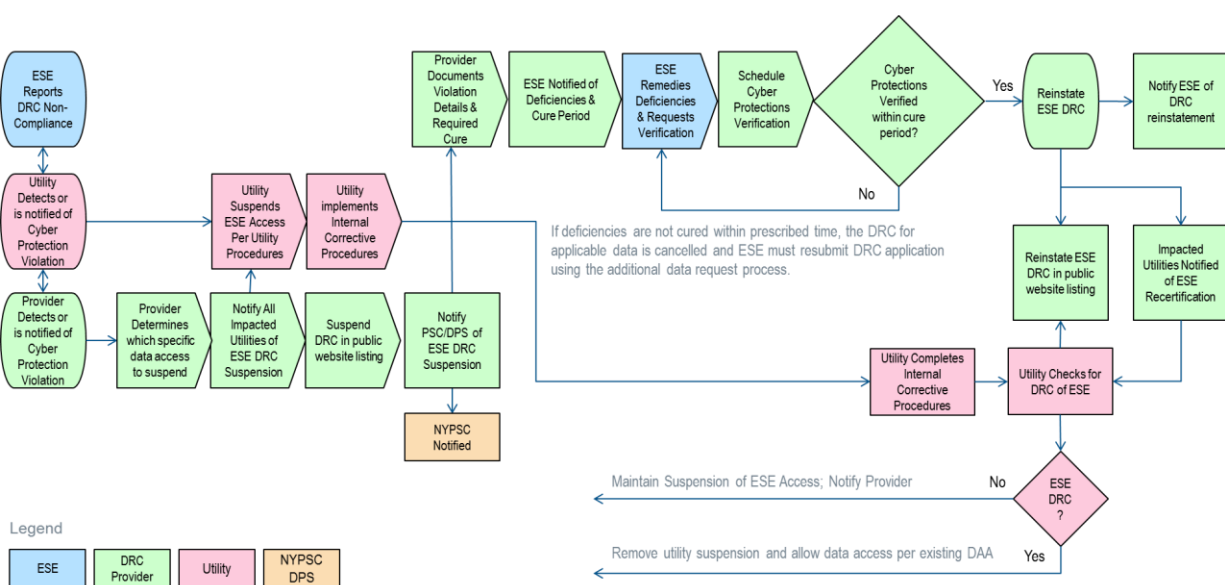 ESE
Reports
DRC Non-
Compliance
Utility
Detects or
is notified of
Cyber
Protection
Violation
Provider
Detects or
is notified of
Cyber
Protection
Violation
Provider
Determines
which specific
data access
to suspend
Utility
Suspends
ESE Access
Per Utility
Procedures
Utility
implements
Internal
Corrective
Procedures
Notify All
Impacted
Utilities of
ESE DRC
Suspension
Suspend
DRC in public
website listing
Provider
Documents
Violation
Details &
Required
Cure
ESE Notified of
Deficiencies &
Cure Period
ESE
Remedies
Deficiencies
& Requests
Verification
Schedule
Cyber
Protections
Verification
Cyber
Protections
Verified
within cure
period?
Yes
No
Reinstate
ESE DRC
Notify ESE of
DRC
reinstatement
If deficiencies are not cured within prescribed time, the DRC for
applicable data is cancelled and ESE must resubmit DRC application
using the additional data request process.
Reinstate ESE
DRC in public
website listing
Impacted
Utilities Notified
of ESE
Recertification
Notify
PSC/DPS of
ESE DRC
Suspension
NYPSC
Notified
Utility Completes
Internal
Corrective
Procedures
Utility Checks for
DRC of ESE
ESE
DRC
?
No
Maintain Suspension of ESE Access; Notify Provider
Yes
Remove utility suspension and allow data access per existing DAA
Legend
ESE
DRC
Provider
Utility
NYPSC
DPS